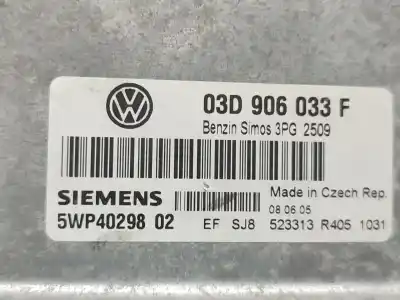 03D 906 033 F
Benzin Simos 3PG 2509
SIEMENS
Made in Czech Rep.
08.06.05
5WP40298 02
EF SJ8 523313 R405 1031